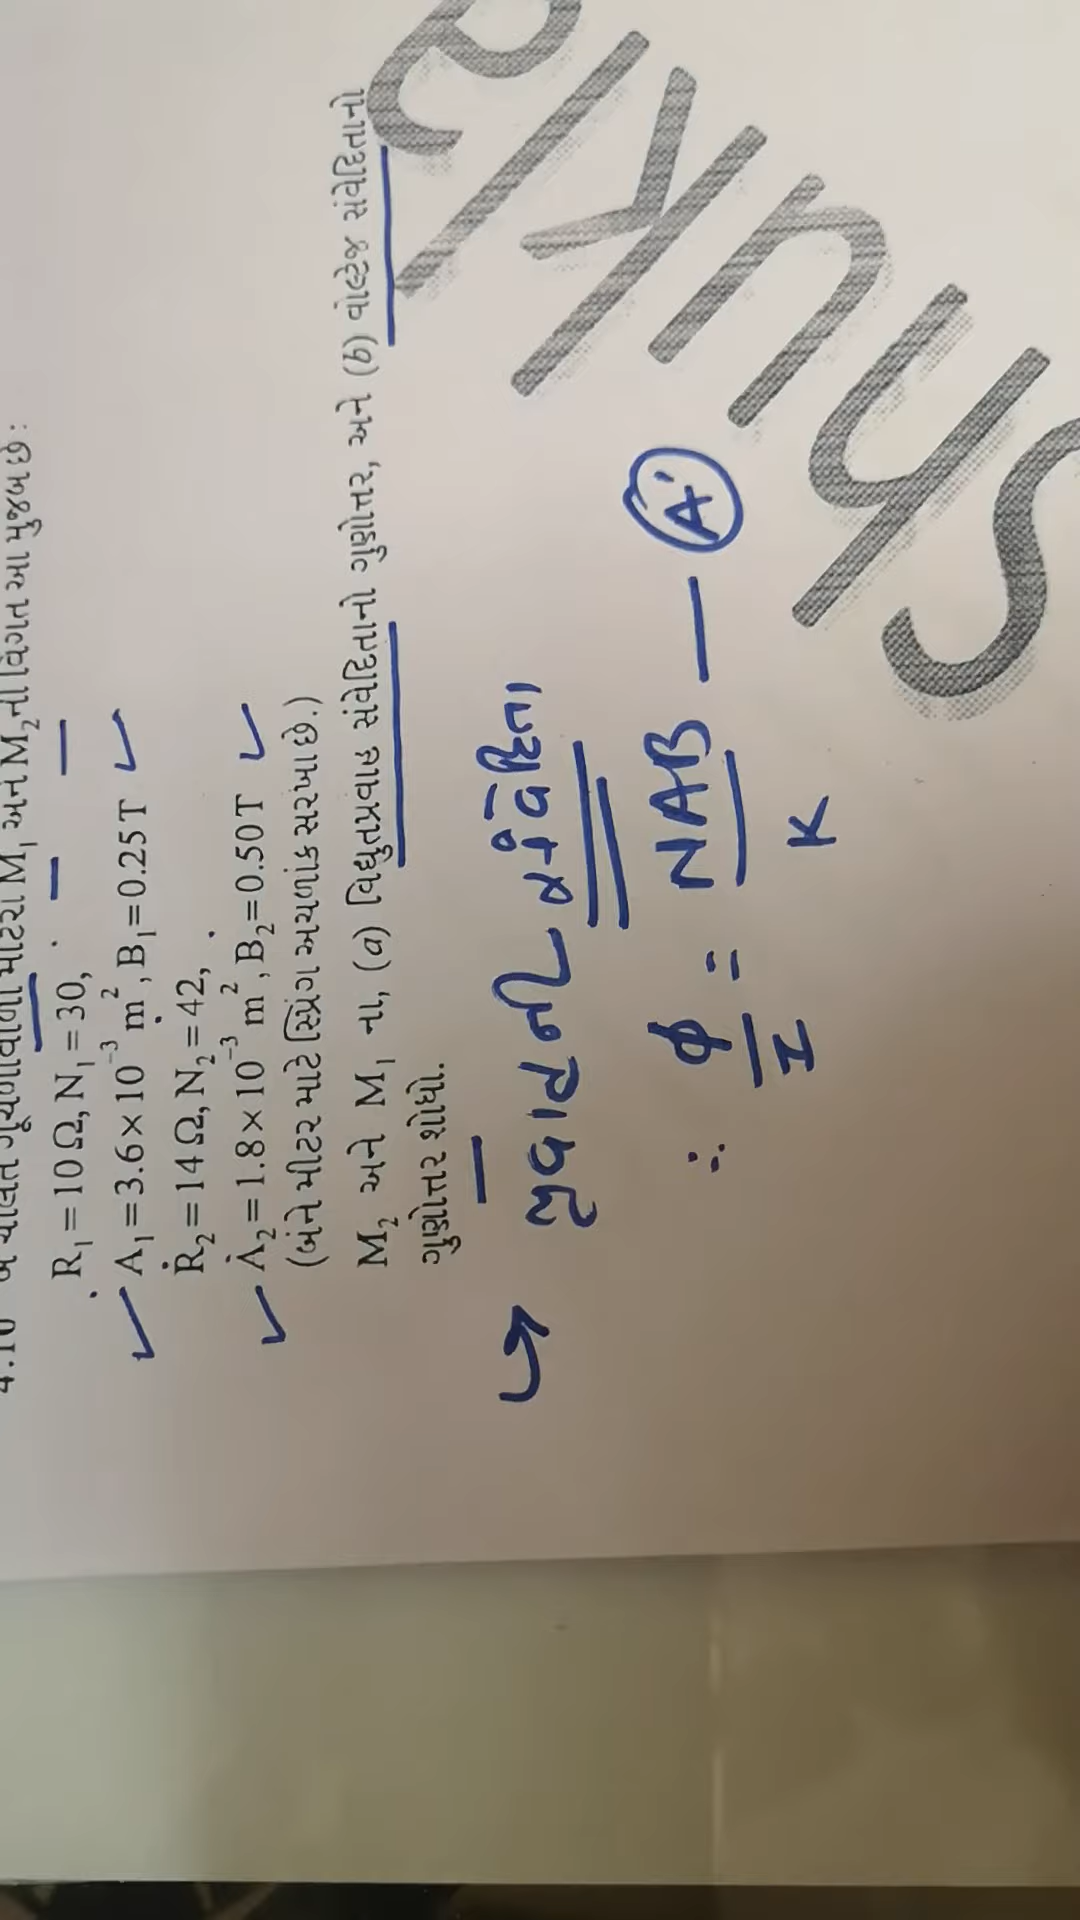 4.10 બે ચલિત ગૂંચળાવાળા મીટરો M₁ અને M₂ની વિગત આ મુજબ છે :
R₁ = 10 Ω, N₁ = 30,
A₁ = 3.6 × 10⁻³ m², B₁ = 0.25 T
R₂ = 14 Ω, N₂ = 42,
A₂ = 1.8 × 10⁻³ m², B₂ = 0.50 T
(બંને મીટર માટે સ્પ્રિંગ અચળાંક સરખા છે.)
M₂ અને M₁ ના, (a) વિદ્યુતપ્રવાહ સંવેદિતાનો ગુણોત્તર, અને (b) વોલ્ટેજ સંવેદિતાનો
ગુણોત્તર શોધો.
↳ પ્રવાહની સંવેદિતા
∴ Φ/I = NAB/K — (A')